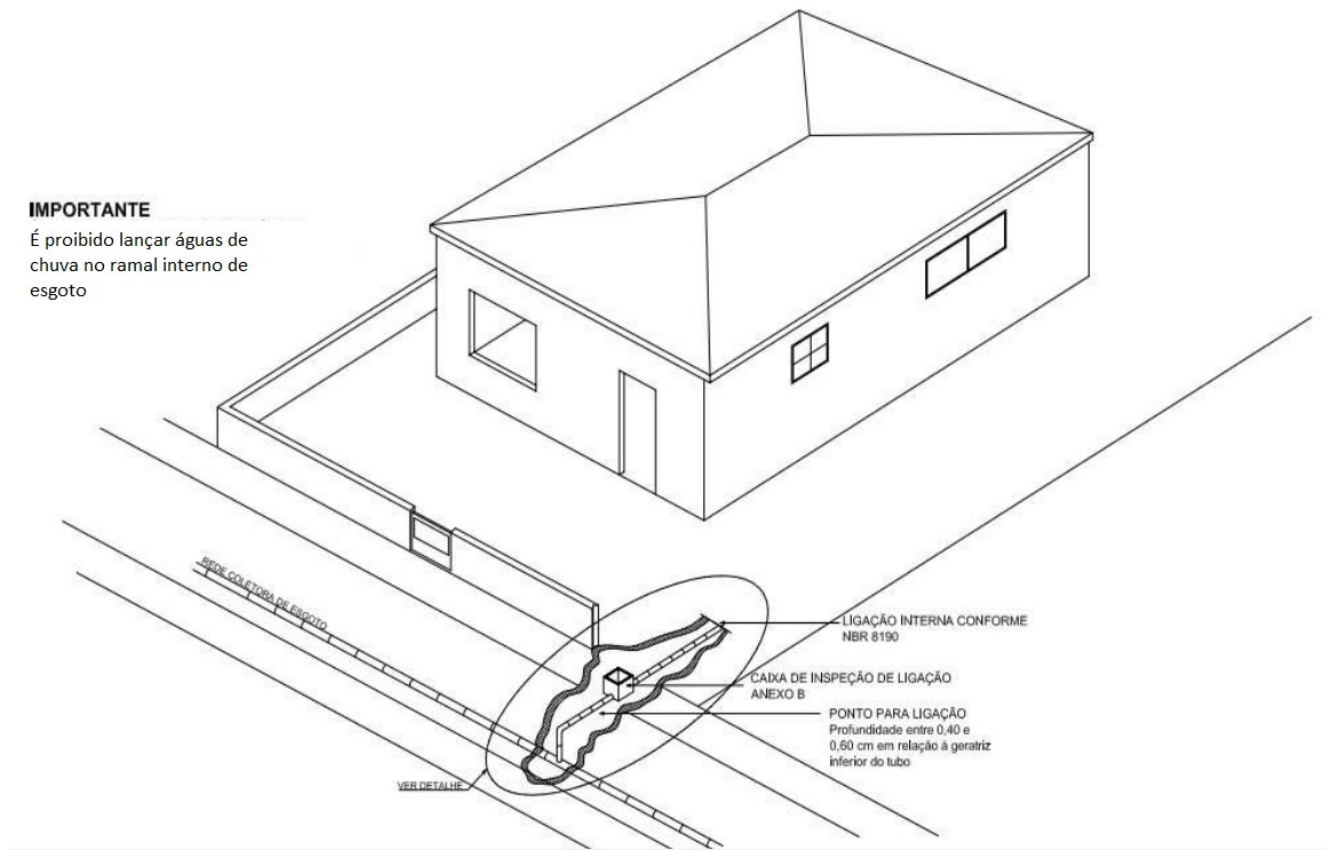 IMPORTANTE
É proibido lançar águas de
chuva no ramal interno de
esgoto
REDE COLETORA DE ESGOTO
LIGAÇÃO INTERNA CONFORME
NBR 8190
CAIXA DE INSPEÇÃO DE LIGAÇÃO
ANEXO B
PONTO PARA LIGAÇÃO
Profundidade entre 0,40 e
0,60 cm em relação à geratriz
inferior do tubo
VER DETALHE